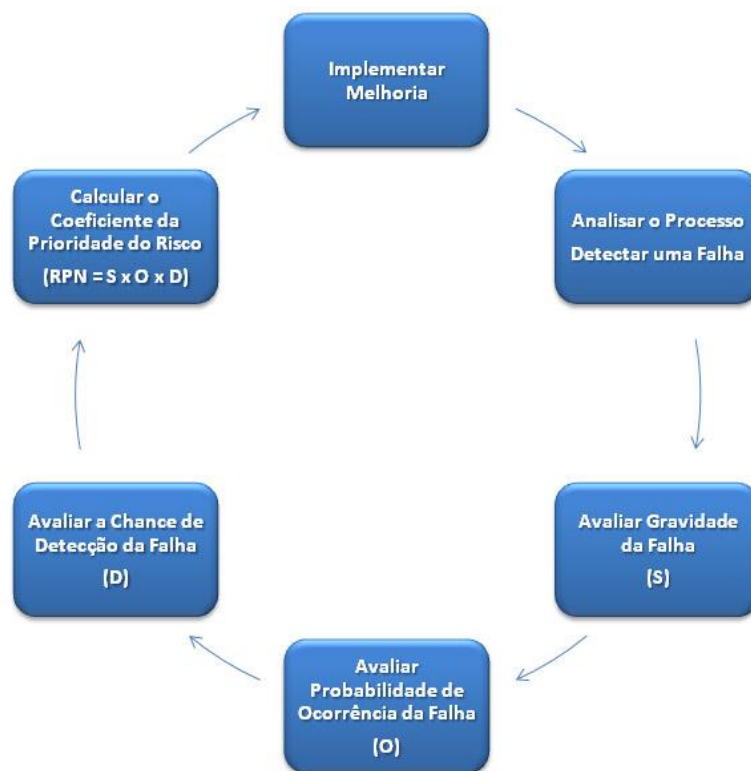 Implementar
Melhoria
Analisar o Processo
Detectar uma Falha
Avaliar Gravidade
da Falha
(S)
Avaliar
Probabilidade de
Ocorrência da Falha
(O)
Avaliar a Chance de
Detecção da Falha
(D)
Calcular o
Coeficiente da
Prioridade do Risco
(RPN = S x O x D)